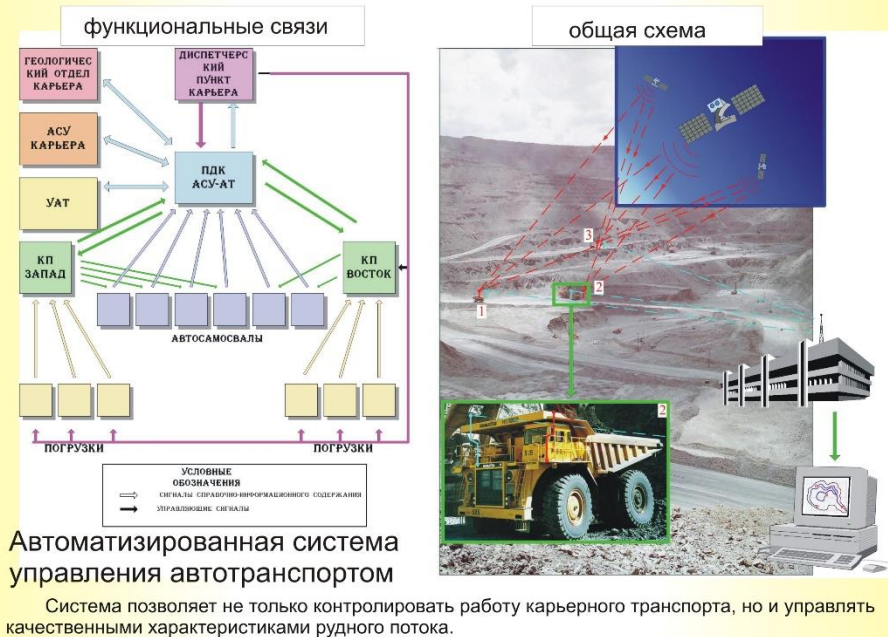 функциональные связи
общая схема
ГЕОЛОГИЧЕС
КИЙ ОТДЕЛ
КАРЬЕРА
ДИСПЕТЧЕРС
КИЙ
ПУНКТ
КАРЬЕРА
АСУ
КАРЬЕРА
ПДК
АСУ-АТ
УАТ
КП
ЗАПАД
КП
ВОСТОК
АВТОСАМОСВАЛЫ
ПОГРУЗКИ
ПОГРУЗКИ
УСЛОВНЫЕ
ОБОЗНАЧЕНИЯ
СИГНАЛЫ СПРАВОЧНО-ИНФОРМАЦИОННОГО СОДЕРЖАНИЯ
УПРАВЛЯЮЩИЕ СИГНАЛЫ
3
2
1
2
Автоматизированная система
управления автотранспортом
Система позволяет не только контролировать работу карьерного транспорта, но и управлять
качественными характеристиками рудного потока.